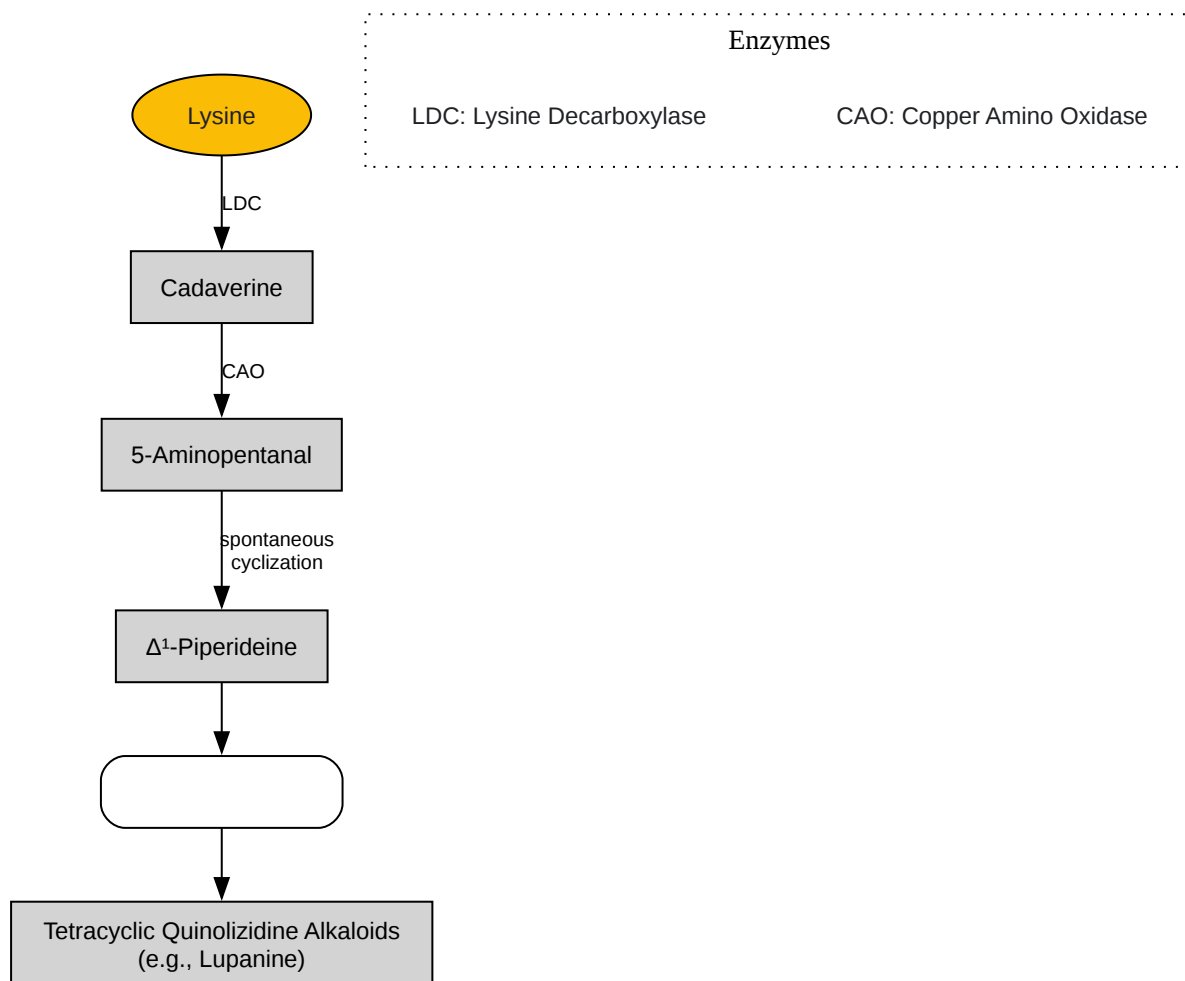 Enzymes
Lysine
LDC: Lysine Decarboxylase
CAO: Copper Amino Oxidase
LDC
Cadaverine
CAO
5-Aminopentanal
spontaneous
cyclization
Δ¹-Piperideine
Tetracyclic Quinolizidine Alkaloids
(e.g., Lupanine)